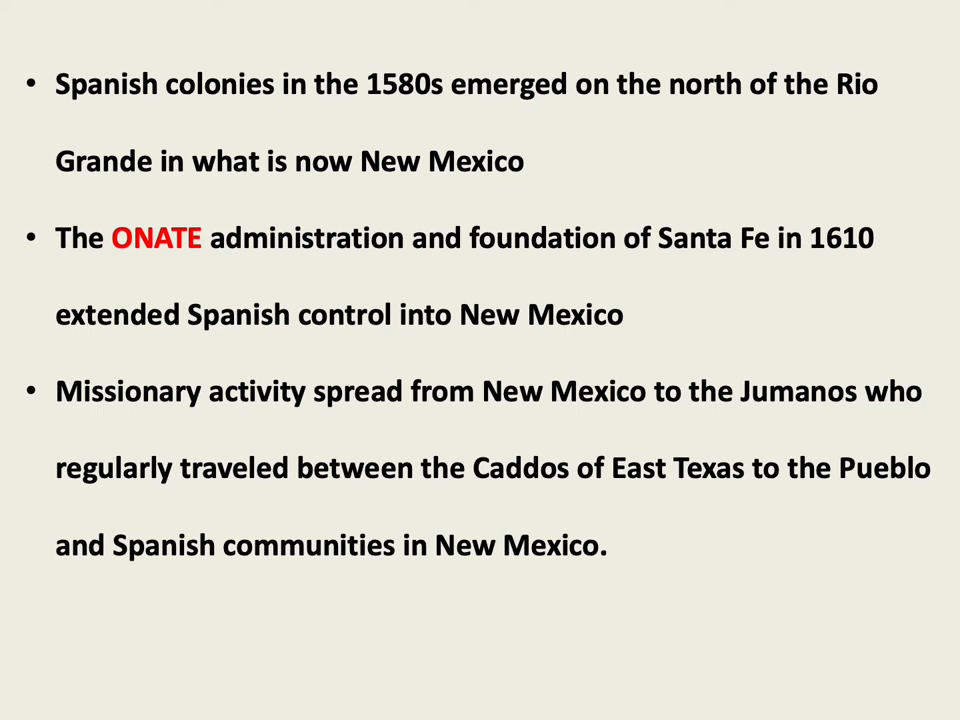 • Spanish colonies in the 1580s emerged on the north of the Rio
Grande in what is now New Mexico
• The ONATE administration and foundation of Santa Fe in 1610
extended Spanish control into New Mexico
• Missionary activity spread from New Mexico to the Jumanos who
regularly traveled between the Caddos of East Texas to the Pueblo
and Spanish communities in New Mexico.